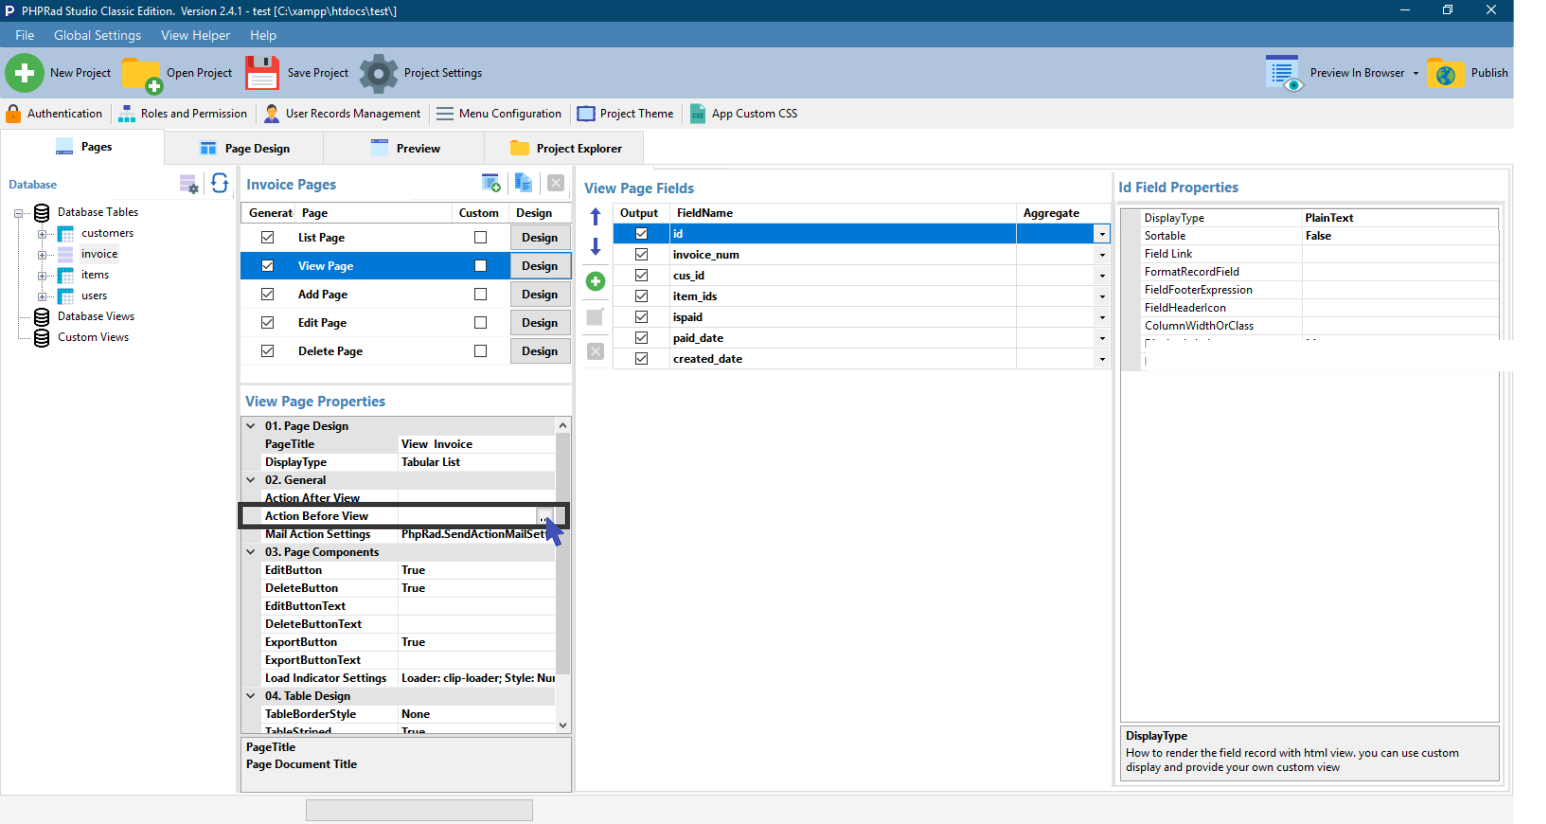 PHPRad Studio Classic Edition. Version 2.4.1 - test [C:\xampp\htdocs\test\]
File Global Settings View Helper Help
New Project Open Project Save Project Project Settings Preview In Browser Publish
Authentication Roles and Permission User Records Management Menu Configuration Project Theme App Custom CSS
Pages Page Design Preview Project Explorer
Database
Database Tables
customers
invoice
items
users
Database Views
Custom Views
Invoice Pages
Generat Page Custom Design
List Page Design
View Page Design
Add Page Design
Edit Page Design
Delete Page Design
View Page Properties
01. Page Design
PageTitle View Invoice
DisplayType Tabular List
02. General
Action After View
Action Before View ...
Mail Action Settings PhpRad.SendActionMailSet
03. Page Components
EditButton True
DeleteButton True
EditButtonText
DeleteButtonText
ExportButton True
ExportButtonText
Load Indicator Settings Loader: clip-loader; Style: Nur
04. Table Design
TableBorderStyle None
TableStriped True
PageTitle
Page Document Title
View Page Fields
Output FieldName Aggregate
id
invoice_num
cus_id
item_ids
ispaid
paid_date
created_date
Id Field Properties
DisplayType PlainText
Sortable False
Field Link
FormatRecordField
FieldFooterExpression
FieldHeaderIcon
ColumnWidthOrClass
DisplayType
How to render the field record with html view. you can use custom
display and provide your own custom view